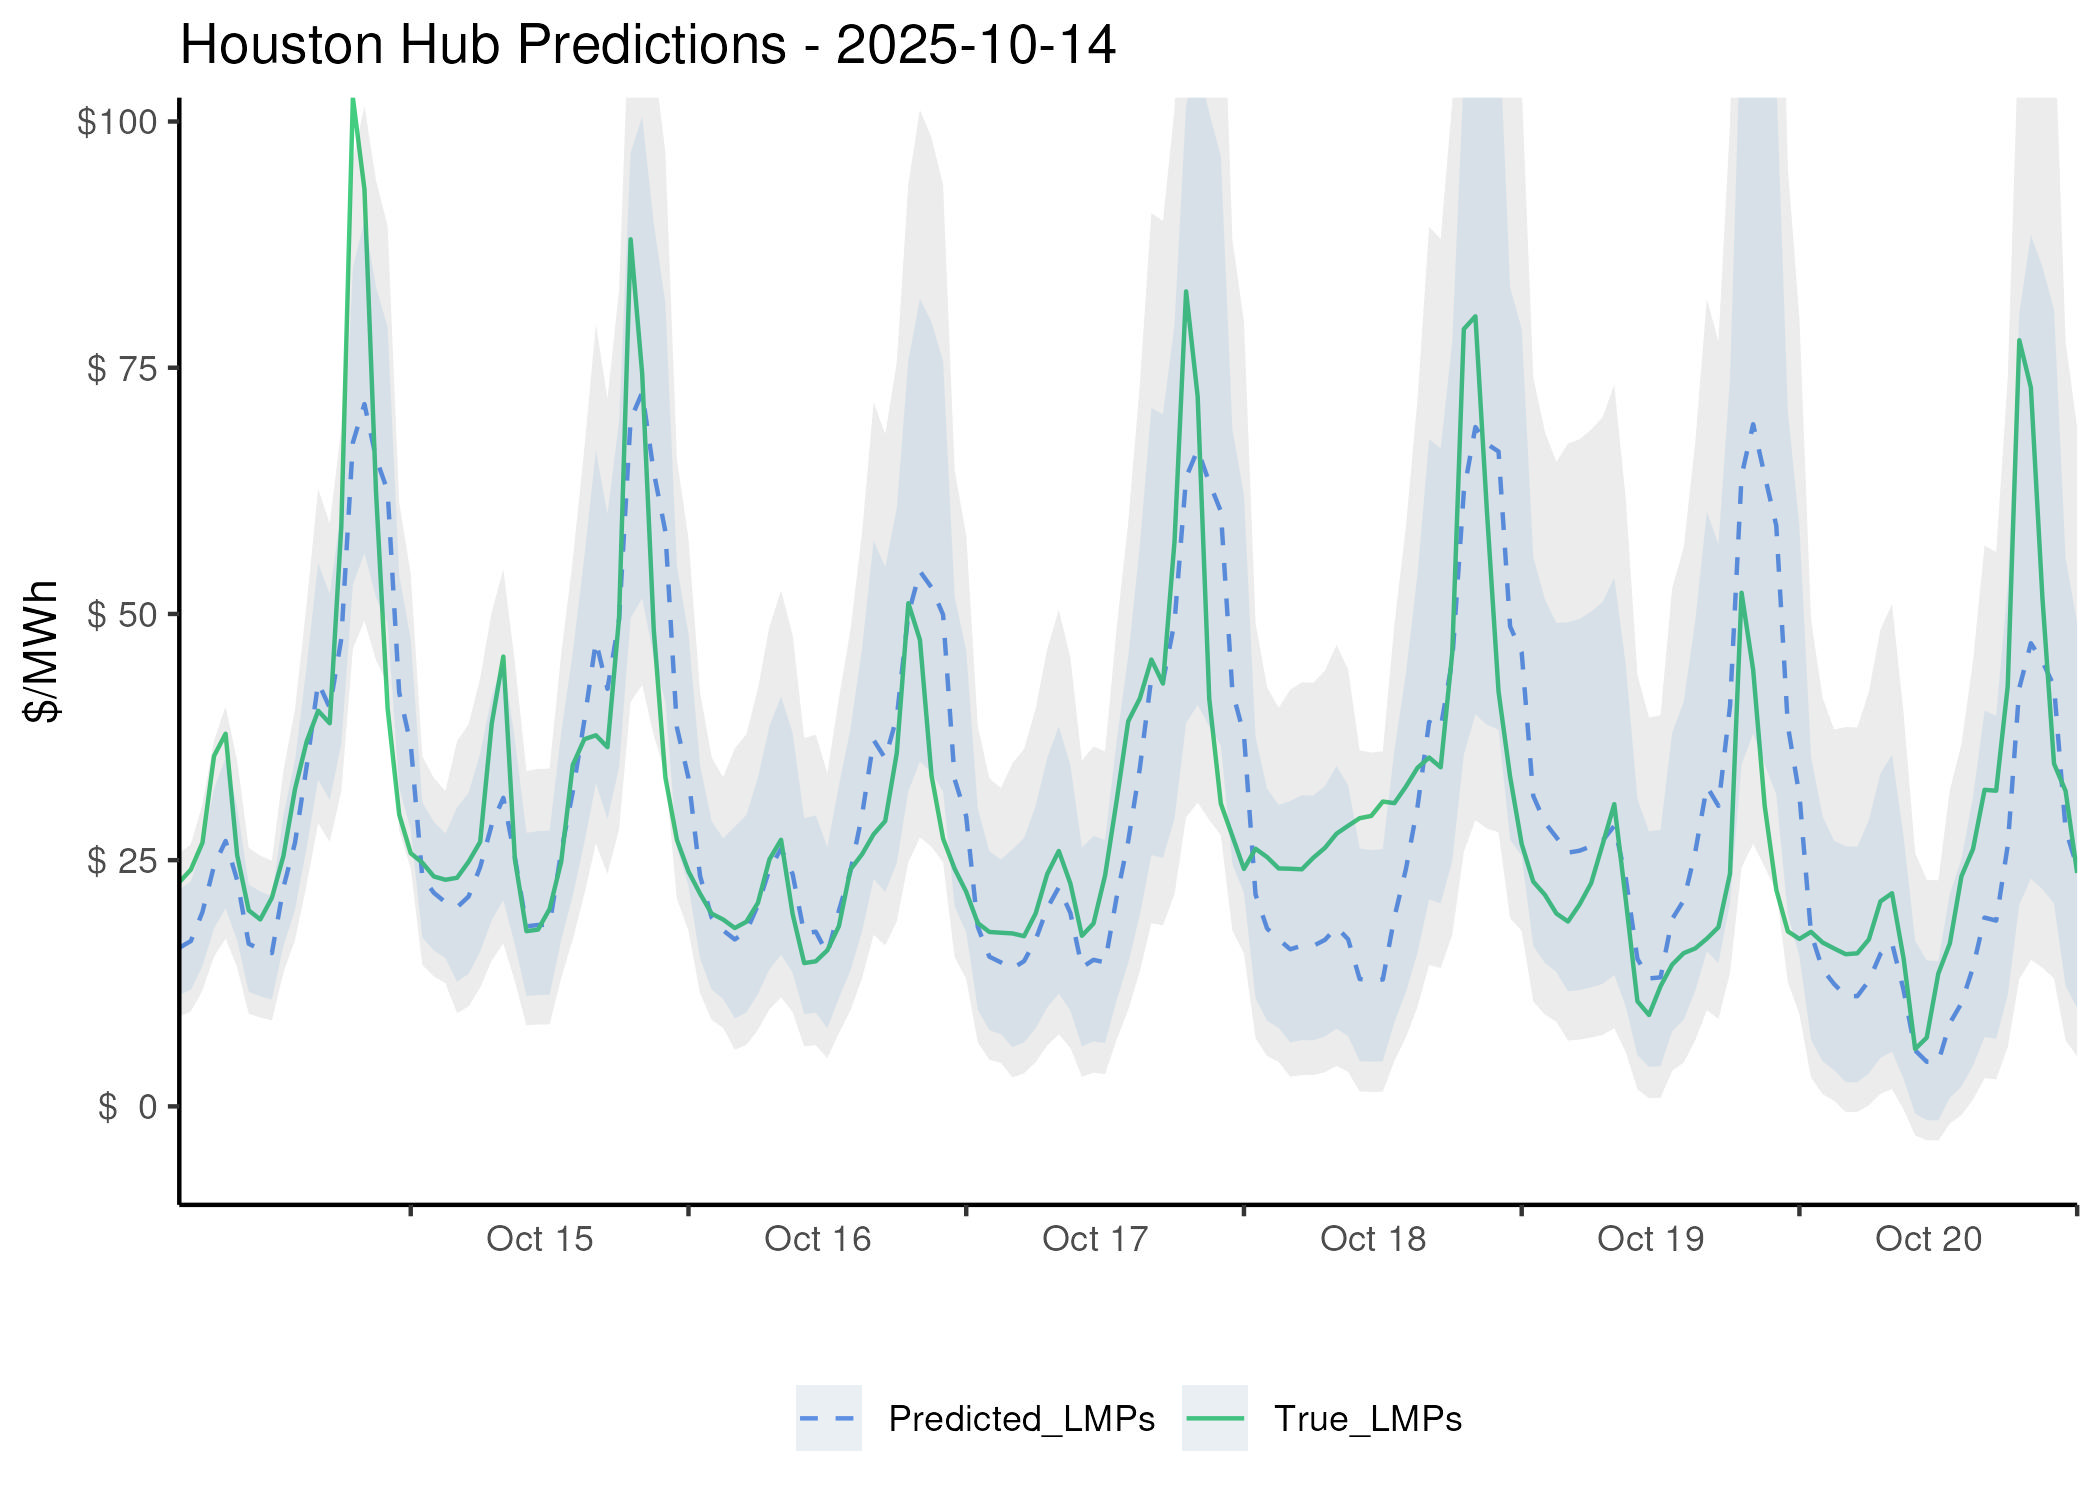 Houston Hub Predictions - 2025-10-14
$/MWh
$100
$ 75
$ 50
$ 25
$  0
Oct 15 Oct 16 Oct 17 Oct 18 Oct 19 Oct 20
Predicted_LMPs True_LMPs